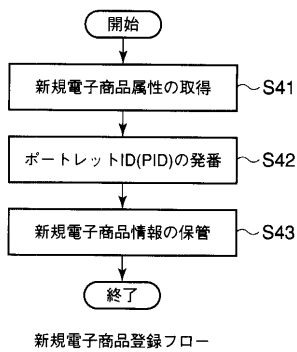 開始
新規電子商品属性の取得 S41
ポートレットID(PID)の発番 S42
新規電子商品情報の保管 S43
終了
新規電子商品登録フロー